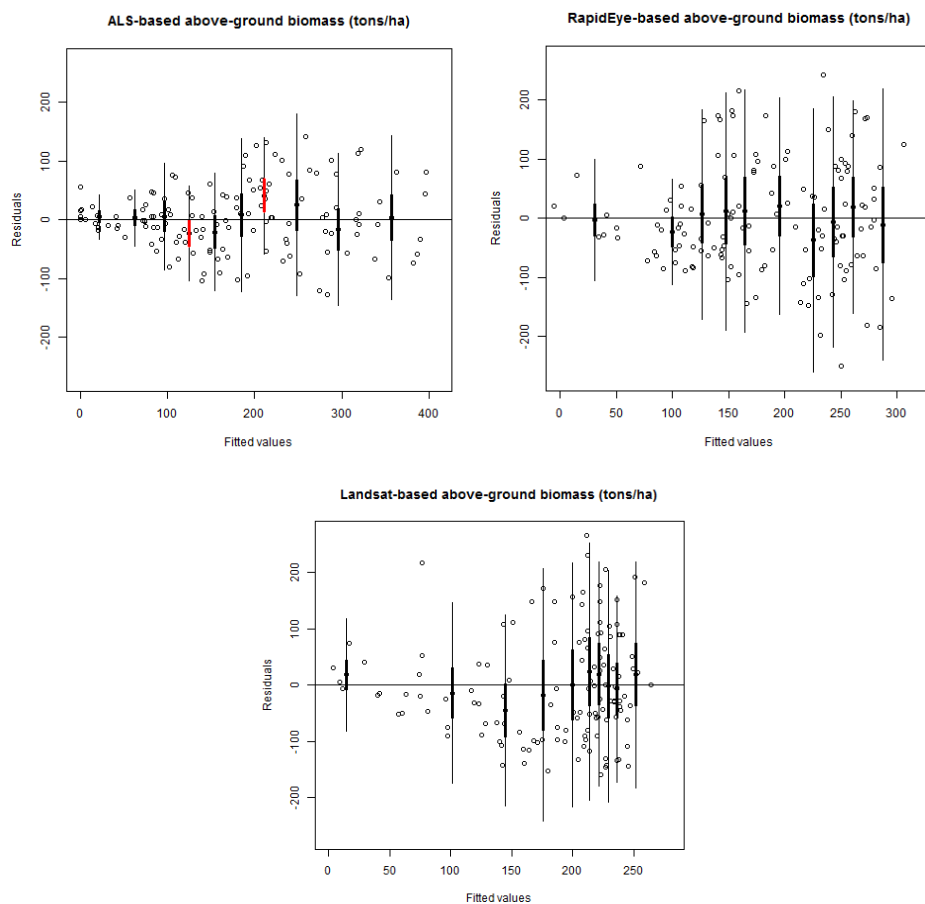 ALS-based above-ground biomass (tons/ha)
Residuals
200
100
0
-100
-200
0 100 200 300 400
Fitted values
RapidEye-based above-ground biomass (tons/ha)
Residuals
200
100
0
-100
-200
0 50 100 150 200 250 300
Fitted values
Landsat-based above-ground biomass (tons/ha)
Residuals
200
100
0
-100
-200
0 50 100 150 200 250
Fitted values